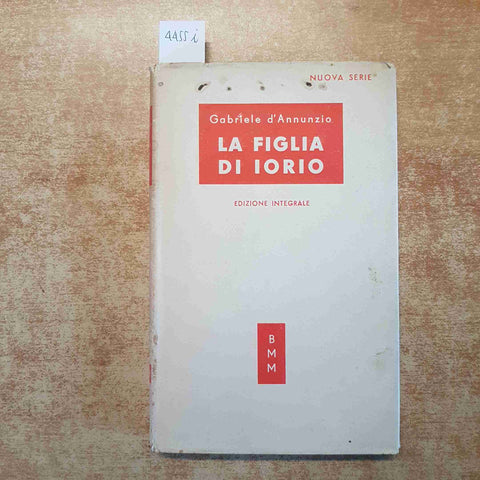 4455 i
NUOVA SERIE
Gabriele d'Annunzio
LA FIGLIA
DI IORIO
EDIZIONE INTEGRALE
B
M
M